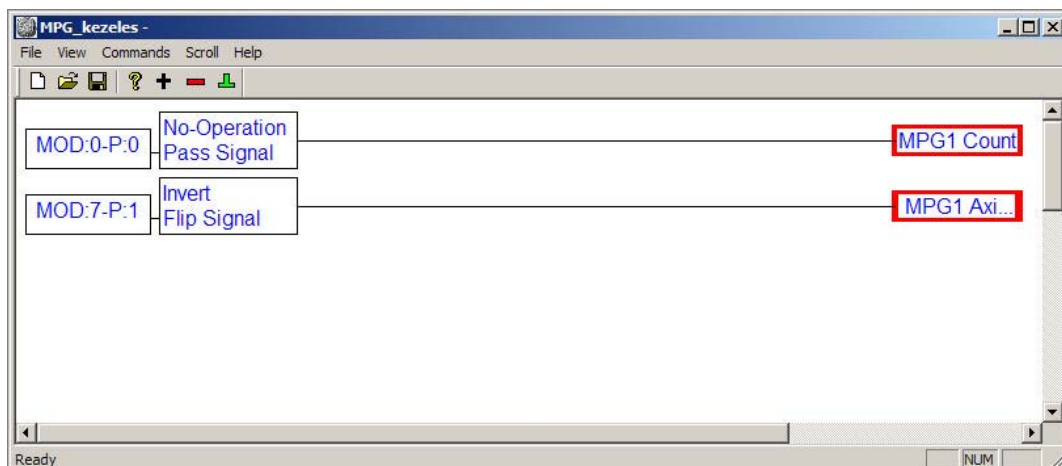 MPG_kezeles -
File View Commands Scroll Help
MOD:0-P:0
No-Operation
Pass Signal
MPG1 Count
MOD:7-P:1
Invert
Flip Signal
MPG1 Axi...
Ready
NUM